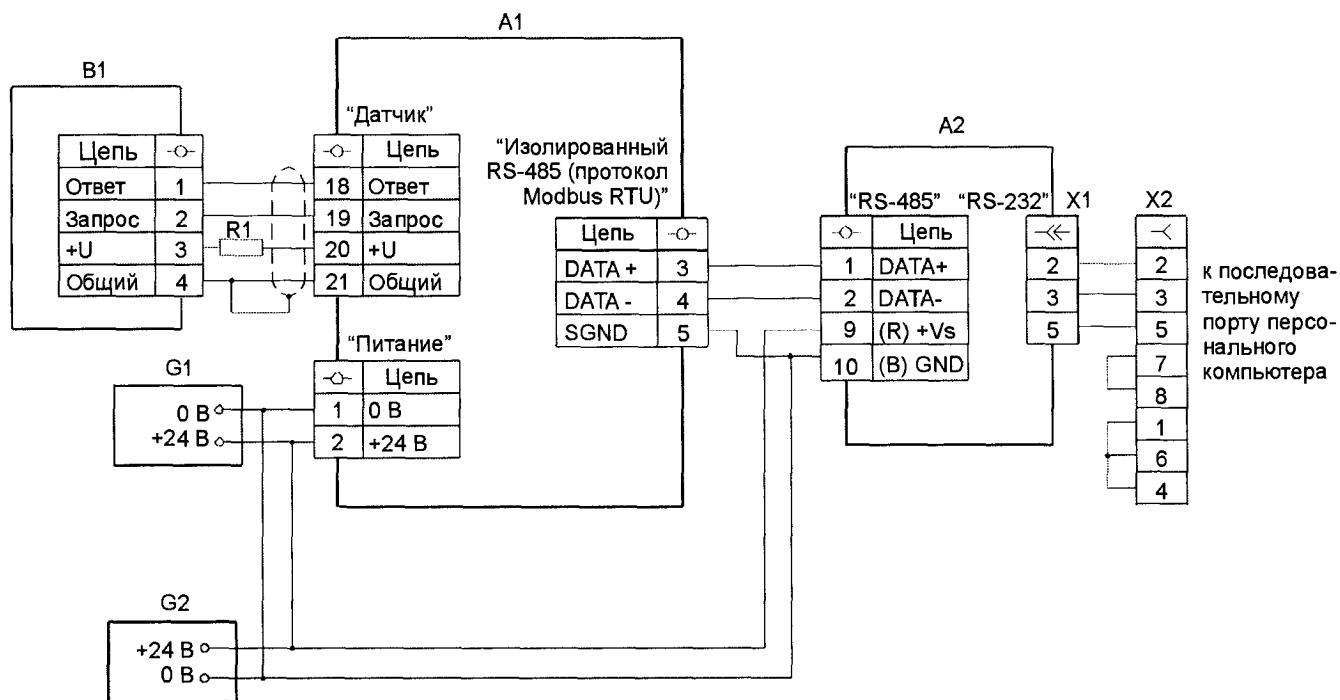 A1
B1
"Датчик"
Цепь
Цепь
Ответ 1
18 Ответ
Запрос 2
19 Запрос
R1
+U 3
20 +U
Общий 4
21 Общий
"Изолированный
RS-485 (протокол
Modbus RTU)"
Цепь
DATA + 3
DATA - 4
SGND 5
A2
"RS-485"
"RS-232"
X1
X2
Цепь
1 DATA+
2 DATA-
9 (R) +Vs
10 (B) GND
2
3
5
2
3
5
7
8
1
6
4
к последова-
тельному
порту персо-
нального
компьютера
"Питание"
Цепь
1 0 В
2 +24 В
G1
0 В
+24 В
G2
+24 В
0 В